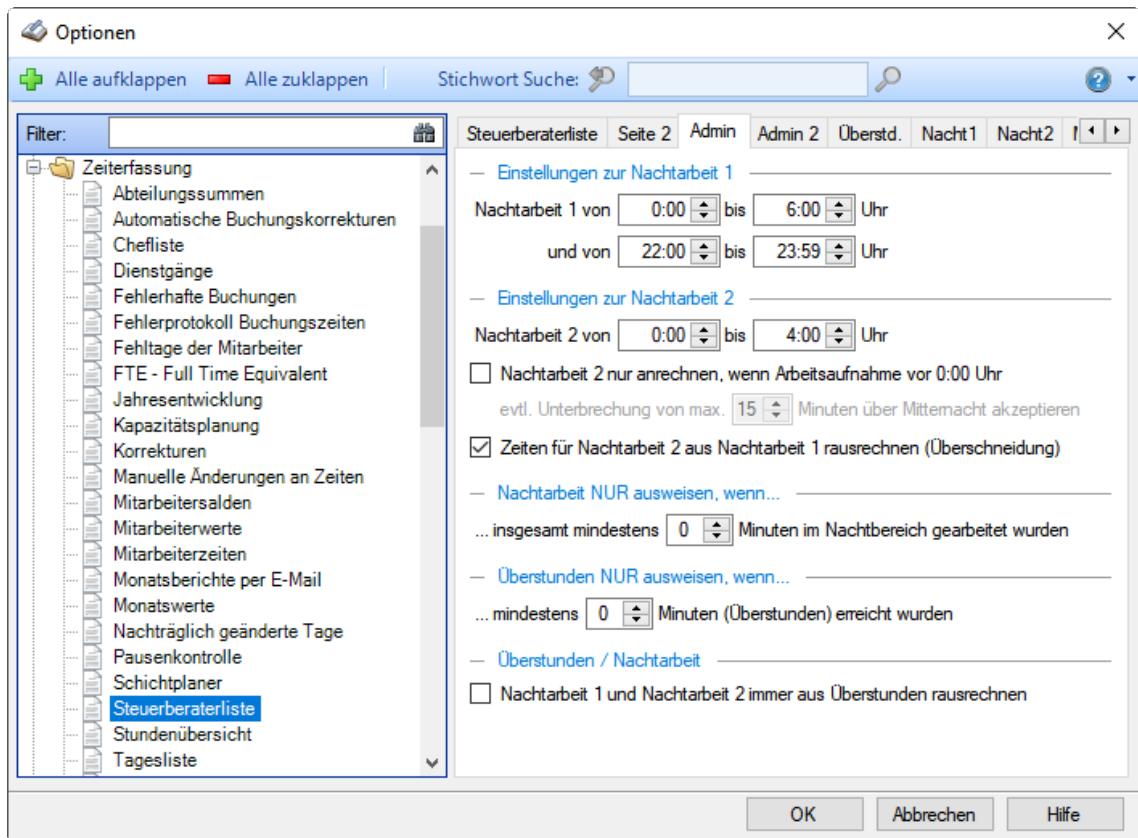 Optionen
Alle aufklappen Alle zuklappen Stichwort Suche:
Filter:
Zeiterfassung
Abteilungssummen
Automatische Buchungskorrekturen
Chefliste
Dienstgänge
Fehlerhafte Buchungen
Fehlerprotokoll Buchungszeiten
Fehltage der Mitarbeiter
FTE - Full Time Equivalent
Jahresentwicklung
Kapazitätsplanung
Korrekturen
Manuelle Änderungen an Zeiten
Mitarbeitersalden
Mitarbeiterwerte
Mitarbeiterzeiten
Monatsberichte per E-Mail
Monatswerte
Nachträglich geänderte Tage
Pausenkontrolle
Schichtplaner
Steuerberaterliste
Stundenübersicht
Tagesliste
Steuerberaterliste Seite 2 Admin Admin 2 Überstd. Nacht1 Nacht2
Einstellungen zur Nachtarbeit 1
Nachtarbeit 1 von 0:00 bis 6:00 Uhr
und von 22:00 bis 23:59 Uhr
Einstellungen zur Nachtarbeit 2
Nachtarbeit 2 von 0:00 bis 4:00 Uhr
Nachtarbeit 2 nur anrechnen, wenn Arbeitsaufnahme vor 0:00 Uhr
evtl. Unterbrechung von max. 15 Minuten über Mitternacht akzeptieren
Zeiten für Nachtarbeit 2 aus Nachtarbeit 1 rausrechnen (Überschneidung)
Nachtarbeit NUR ausweisen, wenn...
... insgesamt mindestens 0 Minuten im Nachtbereich gearbeitet wurden
Überstunden NUR ausweisen, wenn...
... mindestens 0 Minuten (Überstunden) erreicht wurden
Überstunden / Nachtarbeit
Nachtarbeit 1 und Nachtarbeit 2 immer aus Überstunden rausrechnen
OK Abbrechen Hilfe